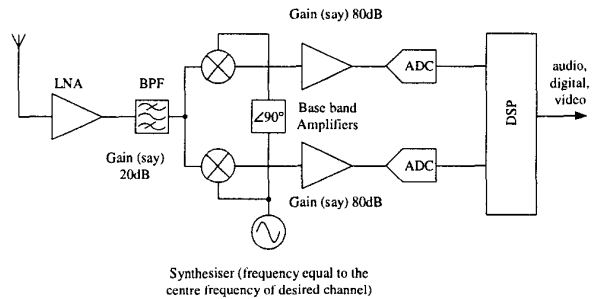 Gain (say) 80dB
LNA
BPF
ADC
audio,
digital,
video
∠90°
Base band
Amplifiers
DSP
Gain (say)
20dB
ADC
Gain (say) 80dB
Synthesiser (frequency equal to the
centre frequency of desired channel)